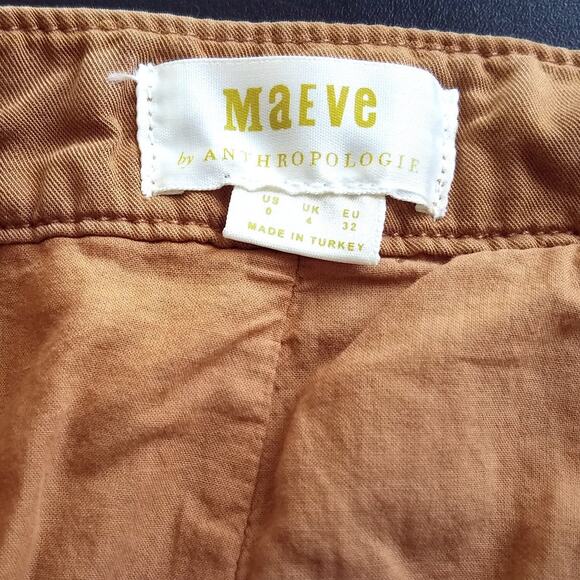 MaEVe
by ANTHROPOLOGIE
US UK EU
0 4 32
MADE IN TURKEY